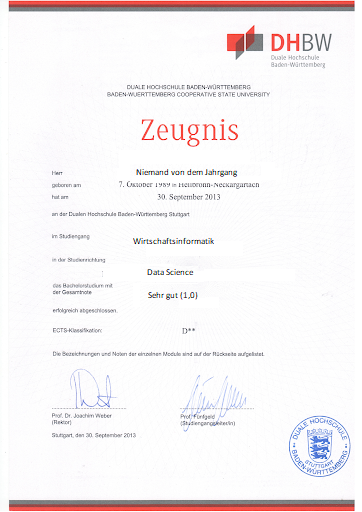 DHBW
Duale Hochschule
Baden-Württemberg
DUALE HOCHSCHULE BADEN-WÜRTTEMBERG
BADEN-WUERTTEMBERG COOPERATIVE STATE UNIVERSITY
Zeugnis
Herr Niemand von dem Jahrgang
geboren am 7. Oktober 1989 in Heilbronn-Neckargartach
hat am 30. September 2013
an der Dualen Hochschule Baden-Württemberg Stuttgart
im Studiengang Wirtschaftsinformatik
in der Studienrichtung Data Science
das Bachelorstudium mit
der Gesamtnote Sehr gut (1,0)
erfolgreich abgeschlossen.
ECTS-Klassifikation: D**
Die Bezeichnungen und Noten der einzelnen Module sind auf der Rückseite aufgelistet.
Prof. Dr. Joachim Weber Prof. Fünfgeld
(Rektor) (Studiengangsleiter/in)
Stuttgart, den 30. September 2013
DUALE HOCHSCHULE
BADEN-WÜRTTEMBERG
STUTTGART